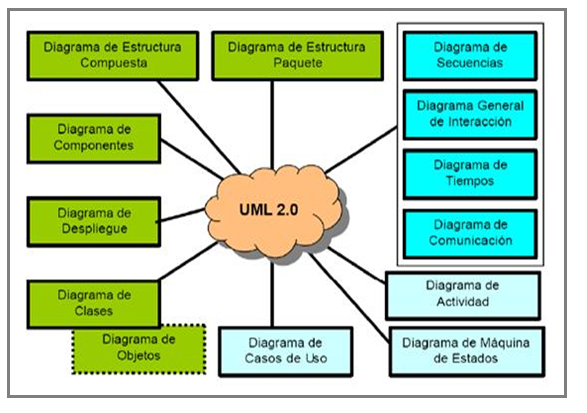 Diagrama de Estructura
Compuesta
Diagrama de Estructura
Paquete
Diagrama de
Secuencias
Diagrama General
de Interacción
Diagrama de
Componentes
Diagrama de
Tiempos
UML 2.0
Diagrama de
Despliegue
Diagrama de
Comunicación
Diagrama de
Clases
Diagrama de
Actividad
Diagrama de
Objetos
Diagrama de
Casos de Uso
Diagrama de Máquina
de Estados